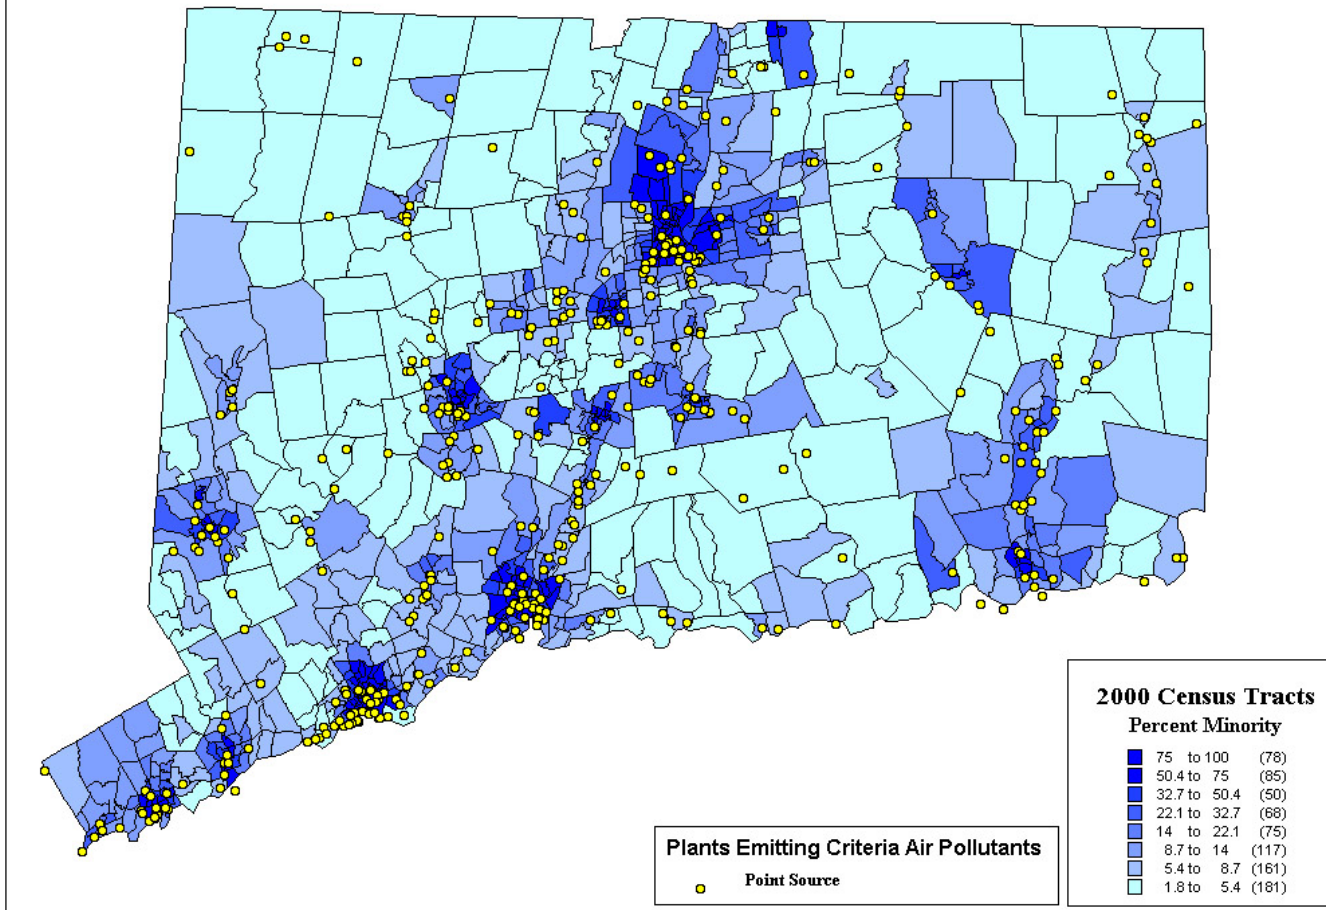 2000 Census Tracts
Percent Minority
75 to 100 (78)
50.4 to 75 (85)
32.7 to 50.4 (50)
22.1 to 32.7 (68)
14 to 22.1 (75)
8.7 to 14 (117)
5.4 to 8.7 (161)
1.8 to 5.4 (181)
Plants Emitting Criteria Air Pollutants
Point Source